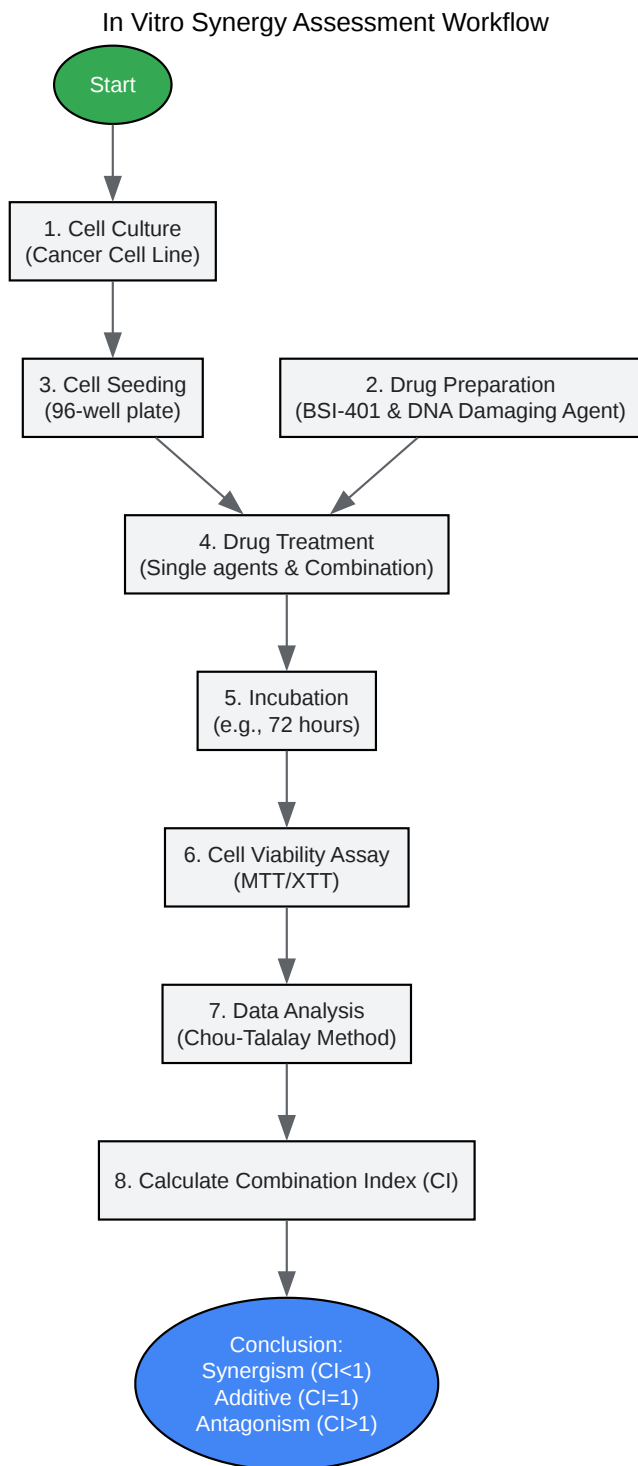 In Vitro Synergy Assessment Workflow
Start
1. Cell Culture
(Cancer Cell Line)
3. Cell Seeding
(96-well plate)
2. Drug Preparation
(BSI-401 & DNA Damaging Agent)
4. Drug Treatment
(Single agents & Combination)
5. Incubation
(e.g., 72 hours)
6. Cell Viability Assay
(MTT/XTT)
7. Data Analysis
(Chou-Talalay Method)
8. Calculate Combination Index (CI)
Conclusion:
Synergism (CI<1)
Additive (CI=1)
Antagonism (CI>1)